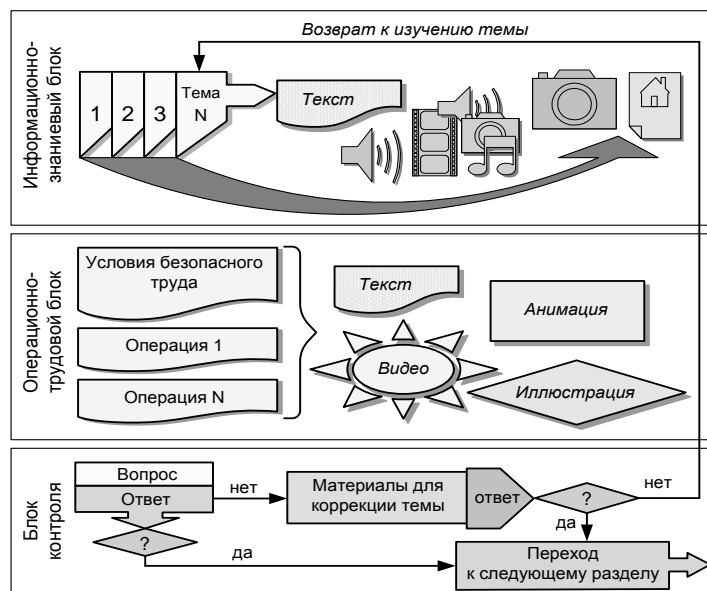 Информационно-
знаниевый блок
Возврат к изучению темы
1
2
3
Тема
N
Текст
Операционно-
трудовой блок
Условия безопасного
труда
Операция 1
Операция N
Текст
Видео
Анимация
Иллюстрация
Блок
контроля
Вопрос
Ответ
?
нет
да
Материалы для
коррекции темы
ответ
?
нет
да
Переход
к следующему разделу